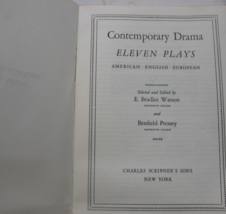 Contemporary Drama
ELEVEN PLAYS
AMERICAN ENGLISH EUROPEAN
Selected and Edited by
E. Bradlee Watson
and
Benfield Pressey
CHARLES SCRIBNER'S SONS
NEW YORK